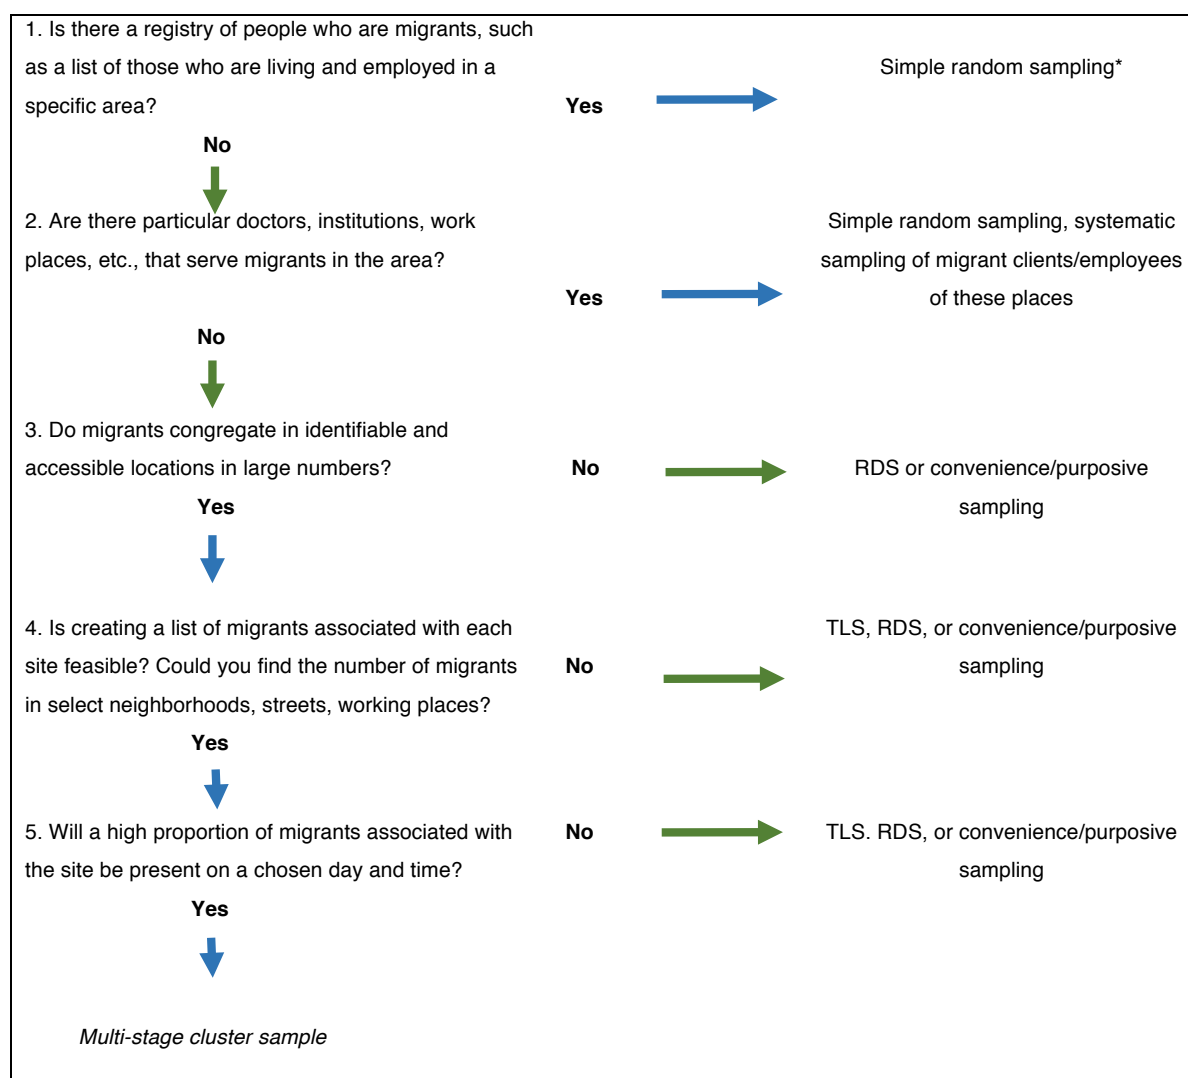 1. Is there a registry of people who are migrants, such
as a list of those who are living and employed in a
specific area?
Yes
Simple random sampling*
No
2. Are there particular doctors, institutions, work
places, etc., that serve migrants in the area?
Yes
Simple random sampling, systematic
sampling of migrant clients/employees
of these places
No
3. Do migrants congregate in identifiable and
accessible locations in large numbers?
No
RDS or convenience/purposive
sampling
Yes
4. Is creating a list of migrants associated with each
site feasible? Could you find the number of migrants
in select neighborhoods, streets, working places?
No
TLS, RDS, or convenience/purposive
sampling
Yes
5. Will a high proportion of migrants associated with
the site be present on a chosen day and time?
No
TLS. RDS, or convenience/purposive
sampling
Yes
Multi-stage cluster sample